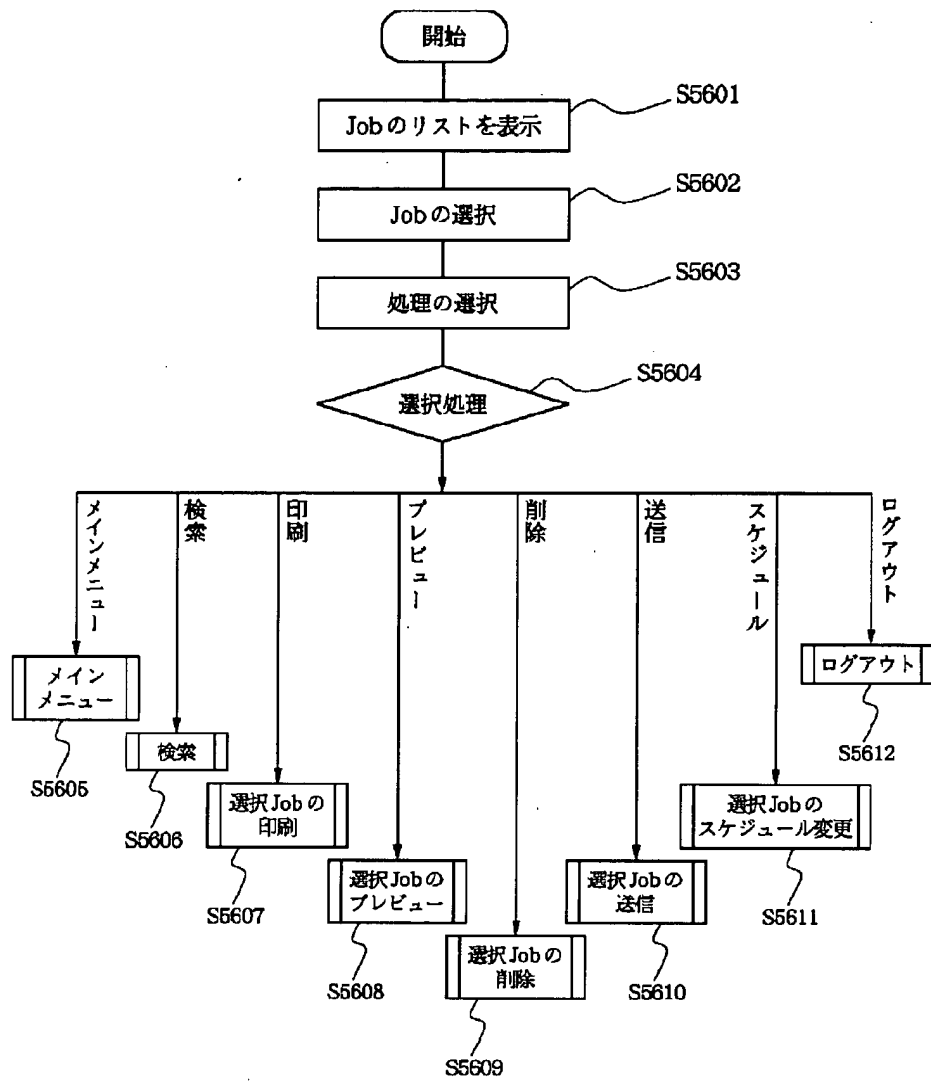 開始
Jobのリストを表示
S5601
Jobの選択
S5602
処理の選択
S5603
選択処理
S5604
メインメニュー
検索
印刷
プレビュー
削除
送信
スケジュール
ログアウト
メイン
メニュー
S5605
検索
S5606
選択Jobの
印刷
S5607
選択Jobの
プレビュー
S5608
選択Jobの
削除
S5609
選択Jobの
送信
S5610
選択Jobの
スケジュール変更
S5611
ログアウト
S5612